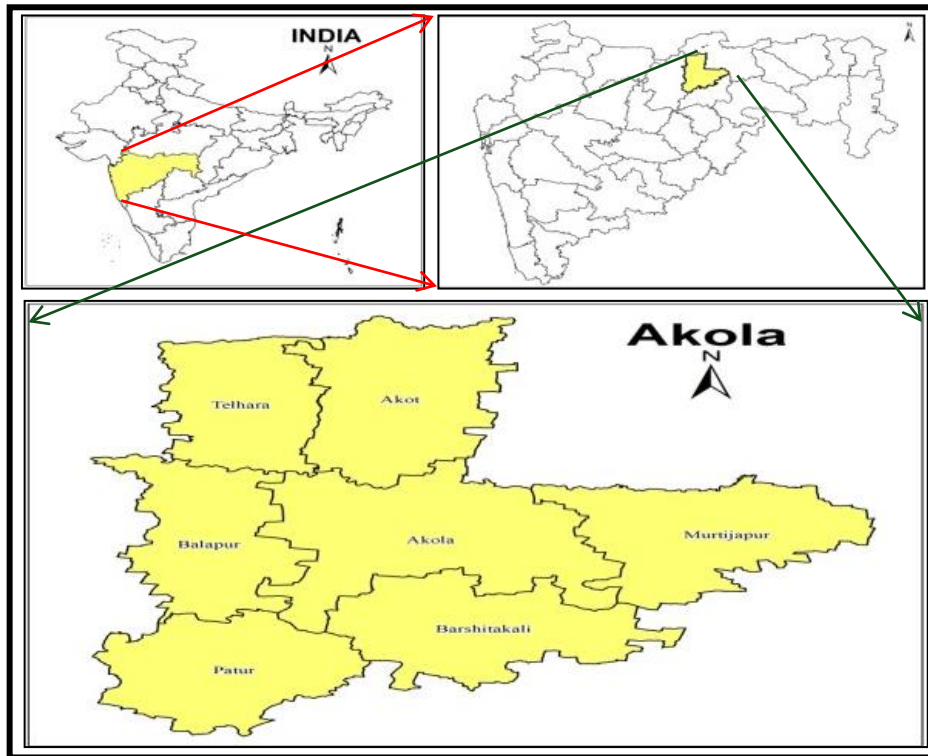 INDIA
N
N
Akola
N
Telhara
Akot
Balapur
Akola
Murtijapur
Barshitakali
Patur